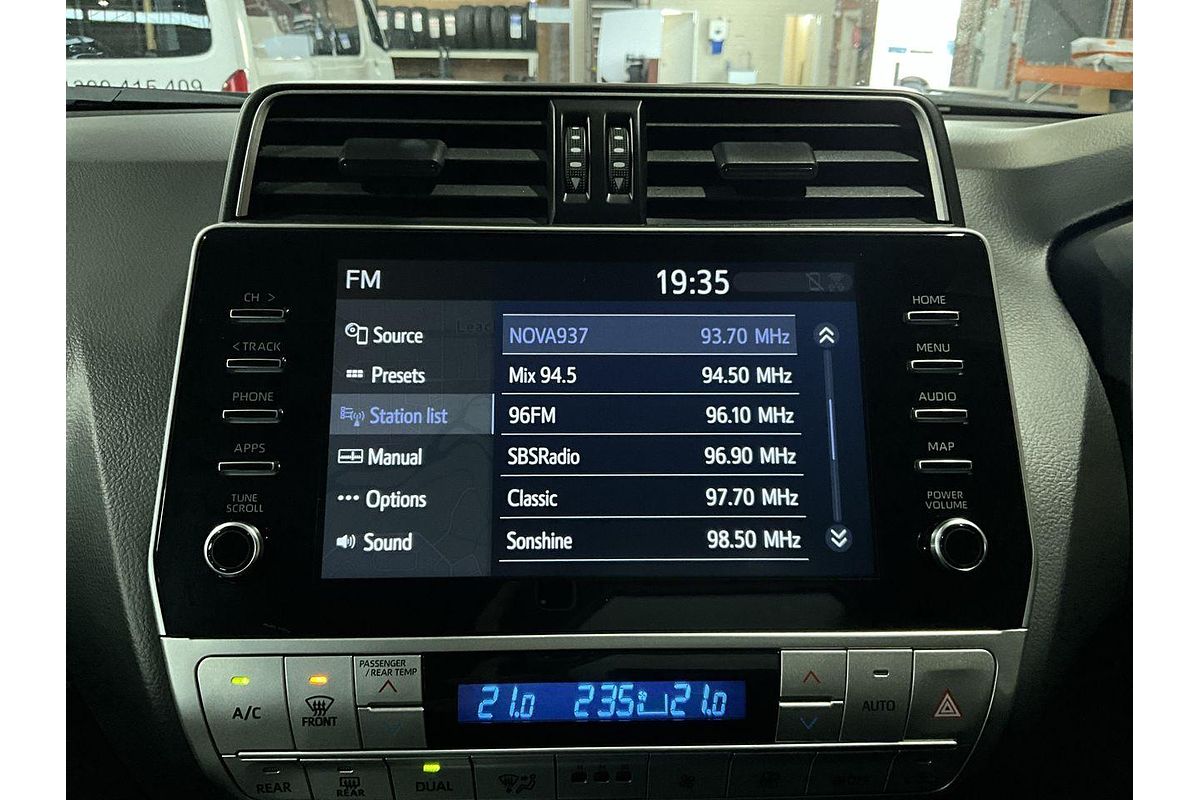 FM
19:35
CH >
< TRACK
PHONE
APPS
TUNE
SCROLL
Source
Presets
Station list
Manual
Options
Sound
NOVA937 93.70 MHz
Mix 94.5 94.50 MHz
96FM 96.10 MHz
SBSRadio 96.90 MHz
Classic 97.70 MHz
Sonshine 98.50 MHz
HOME
MENU
AUDIO
MAP
POWER
VOLUME
A/C
FRONT
PASSENGER
/REAR TEMP
21.0 235 21.0
AUTO
REAR
REAR
DUAL